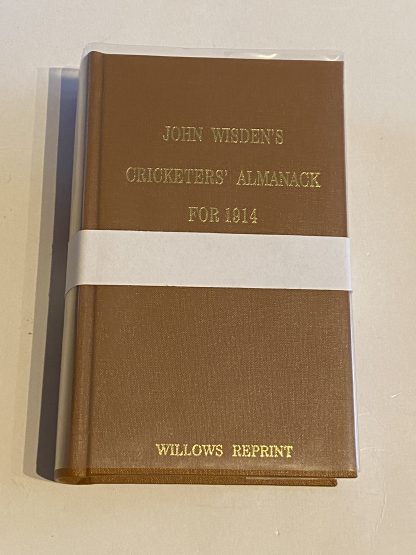 JOHN WISDEN'S
CRICKETERS' ALMANACK
FOR 1914
WILLOWS REPRINT